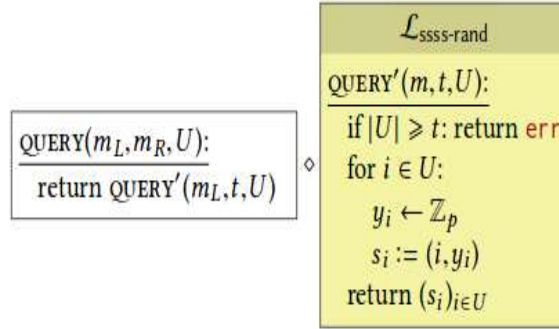 QUERY(m_L, m_R, U):
return QUERY′(m_L, t, U)
⋄
ℒ_ssss-rand
QUERY′(m, t, U):
if |U| ⩾ t: return err
for i ∈ U:
y_i ← ℤ_p
s_i := (i, y_i)
return (s_i)_{i∈U}